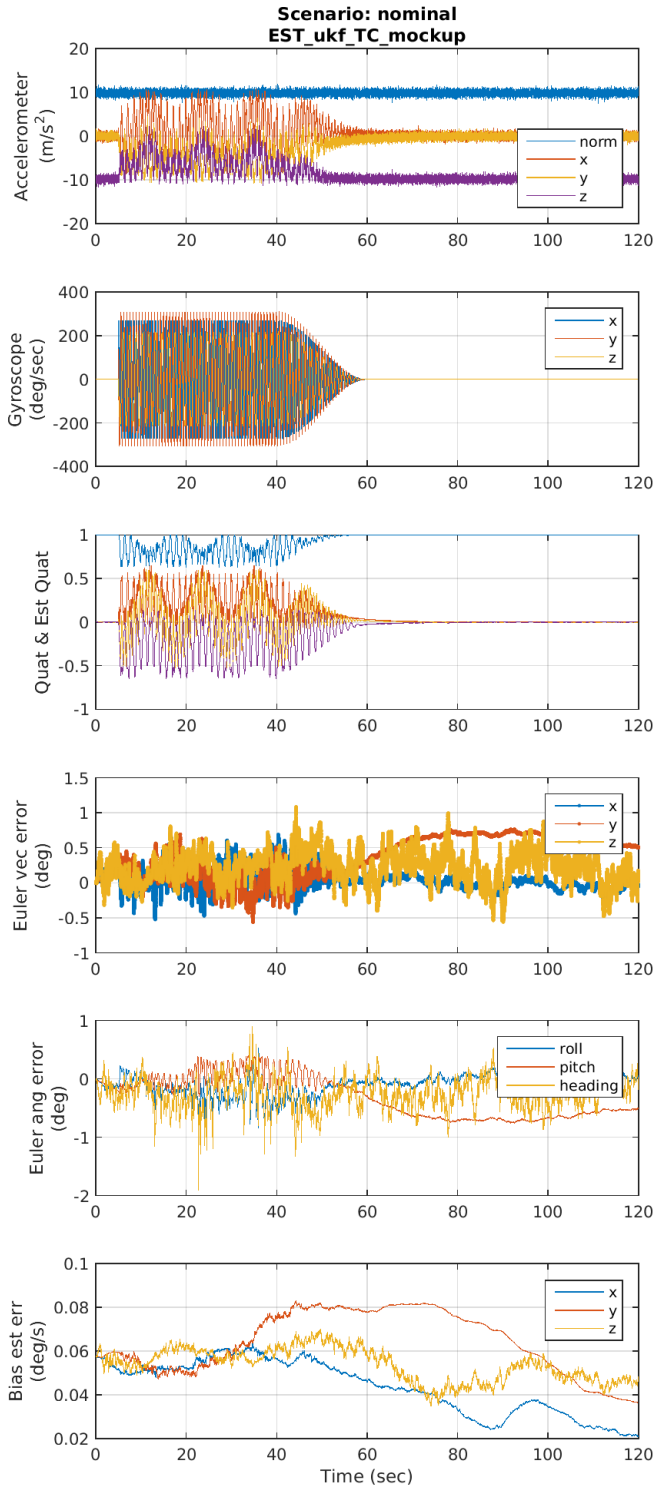 Scenario: nominal
EST_ukf_TC_mockup
Accelerometer
(m/s²)
20
10
0
-10
-20
norm
x
y
z
0 20 40 60 80 100 120
Gyroscope
(deg/sec)
400
200
0
-200
-400
x
y
z
0 20 40 60 80 100 120
Quat & Est Quat
1
0.5
0
-0.5
-1
0 20 40 60 80 100 120
Euler vec error
(deg)
1.5
1
0.5
0
-0.5
-1
x
y
z
0 20 40 60 80 100 120
Euler ang error
(deg)
1
0
-1
-2
roll
pitch
heading
0 20 40 60 80 100 120
Bias est err
(deg/s)
0.1
0.08
0.06
0.04
0.02
x
y
z
0 20 40 60 80 100 120
Time (sec)